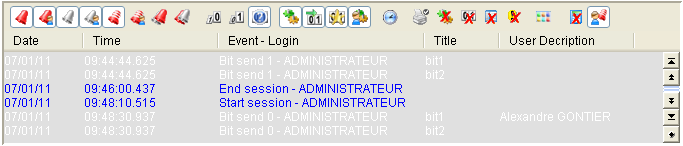 .0 .1 0.1
Date Time Event - Login Title User Decription
07/01/11 09:44:44.625 Bit send 1 - ADMINISTRATEUR bit1
07/01/11 09:44:44.625 Bit send 1 - ADMINISTRATEUR bit2
07/01/11 09:46:00.437 End session - ADMINISTRATEUR
07/01/11 09:48:10.515 Start session - ADMINISTRATEUR
07/01/11 09:48:30.937 Bit send 0 - ADMINISTRATEUR bit1 Alexandre GONTIER
07/01/11 09:48:30.937 Bit send 0 - ADMINISTRATEUR bit2